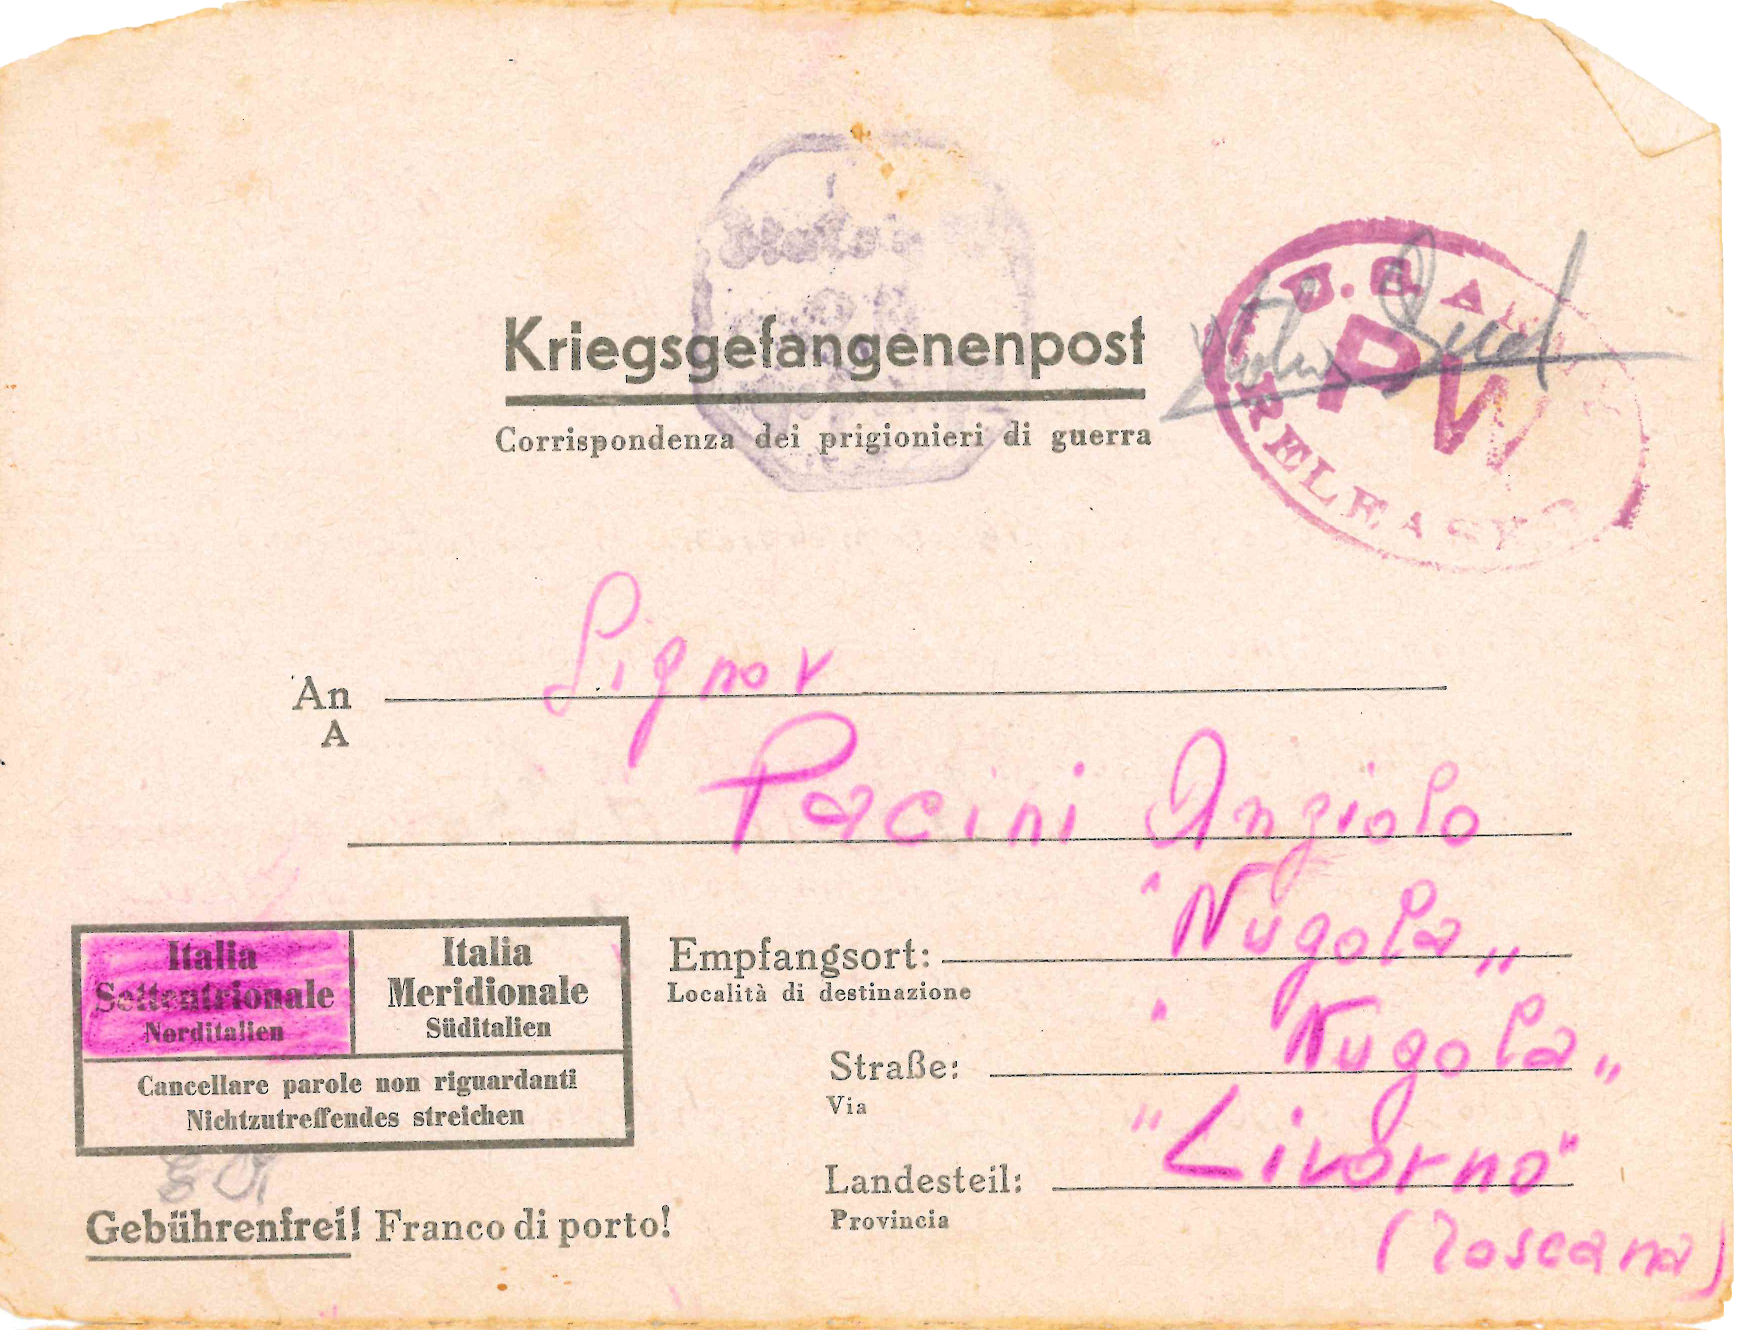 Kriegsgefangenenpost
Corrispondenza dei prigionieri di guerra
U.S.A.
PW
RELEASED
Sud
An Signor
A
Pacini Angiolo
Italia
Settentrionale
Norditalien
Italia
Meridionale
Süditalien
Cancellare parole non riguardanti
Nichtzutreffendes streichen
Empfangsort: "Nugola„
Località di destinazione
Straße: "Nugola„
Via
Landesteil: "Livorno"
Provincia
(Toscana)
Gebührenfrei! Franco di porto!